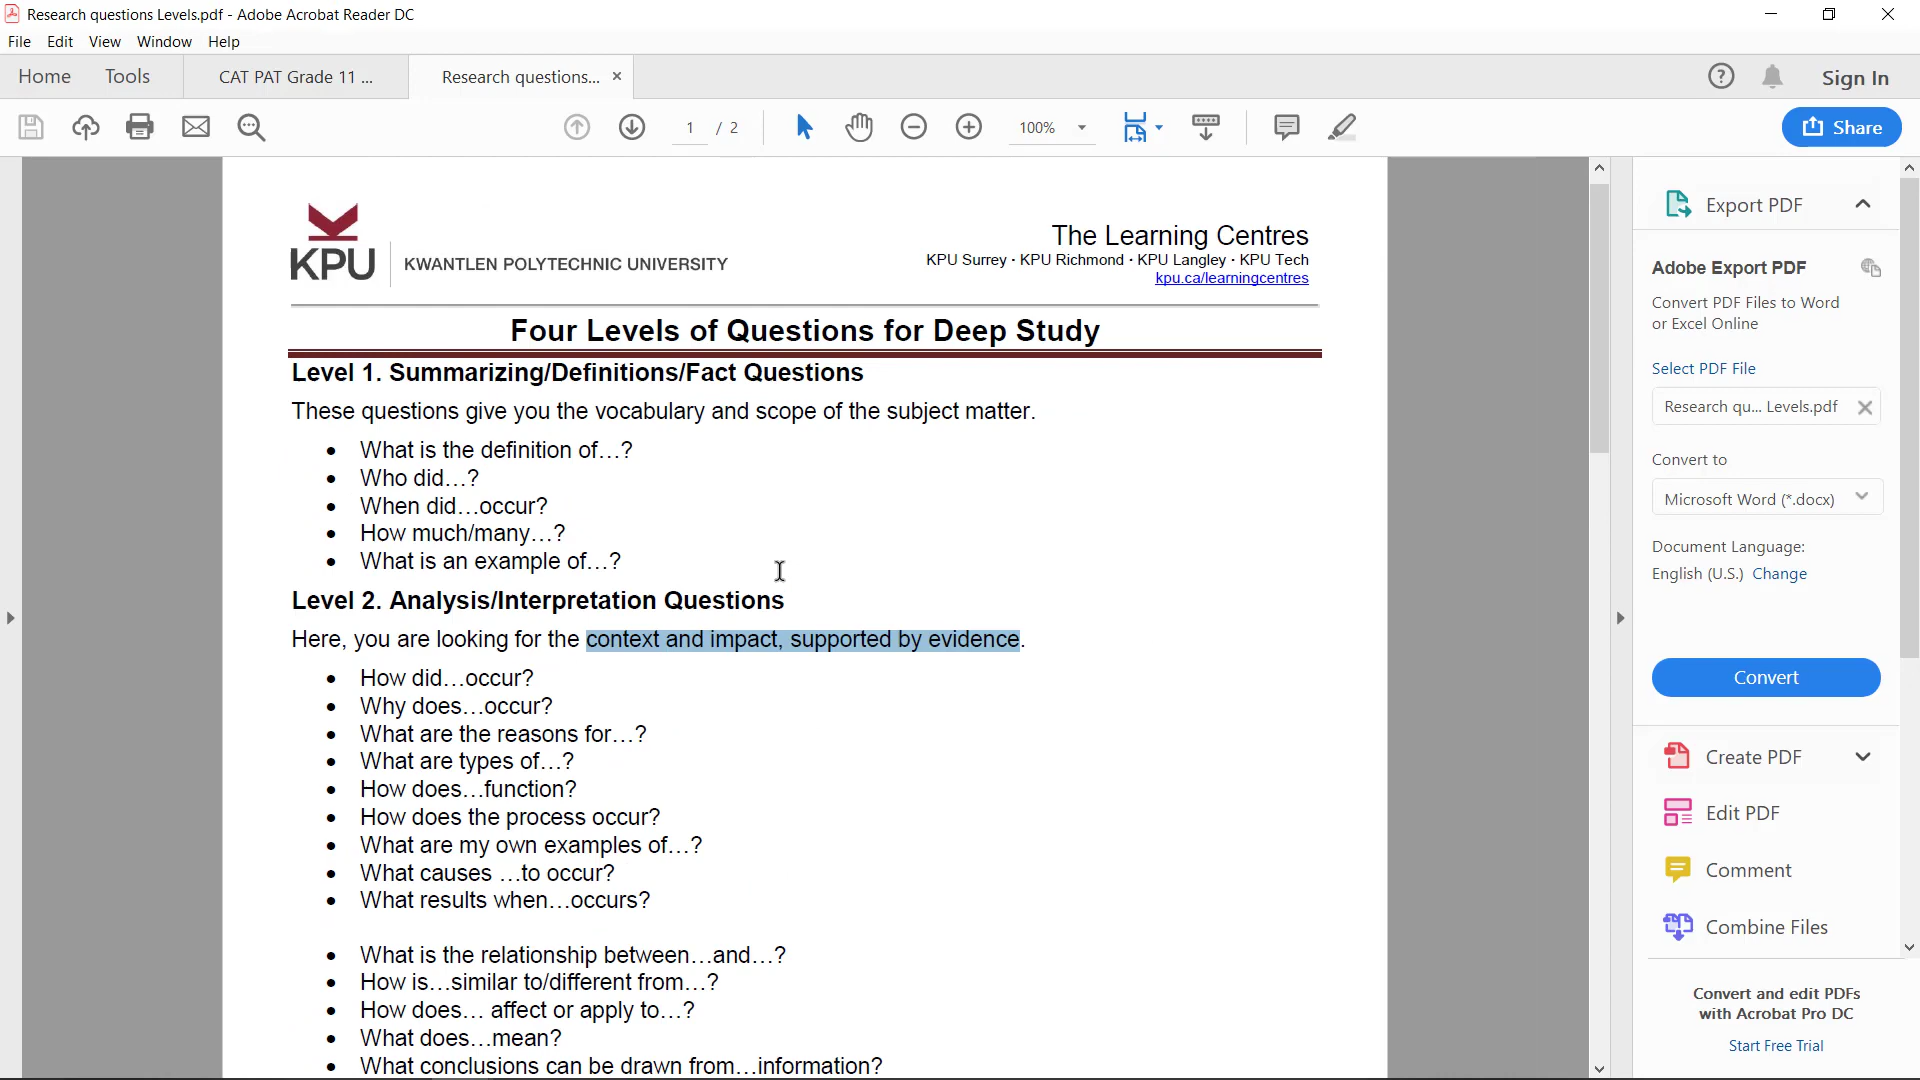 Research questions Levels.pdf - Adobe Acrobat Reader DC
File Edit View Window Help
Home Tools CAT PAT Grade 11 ... Research questions... × Sign In
1 / 2 100% Share
KPU KWANTLEN POLYTECHNIC UNIVERSITY
The Learning Centres
KPU Surrey · KPU Richmond · KPU Langley · KPU Tech
kpu.ca/learningcentres
Four Levels of Questions for Deep Study
Level 1. Summarizing/Definitions/Fact Questions
These questions give you the vocabulary and scope of the subject matter.
• What is the definition of…?
• Who did…?
• When did…occur?
• How much/many…?
• What is an example of…?
Level 2. Analysis/Interpretation Questions
Here, you are looking for the context and impact, supported by evidence.
• How did…occur?
• Why does…occur?
• What are the reasons for…?
• What are types of…?
• How does…function?
• How does the process occur?
• What are my own examples of…?
• What causes …to occur?
• What results when…occurs?
• What is the relationship between…and…?
• How is…similar to/different from…?
• How does… affect or apply to…?
• What does…mean?
• What conclusions can be drawn from…information?
Export PDF
Adobe Export PDF
Convert PDF Files to Word
or Excel Online
Select PDF File
Research qu... Levels.pdf
Convert to
Microsoft Word (*.docx)
Document Language:
English (U.S.) Change
Convert
Create PDF
Edit PDF
Comment
Combine Files
Convert and edit PDFs
with Acrobat Pro DC
Start Free Trial